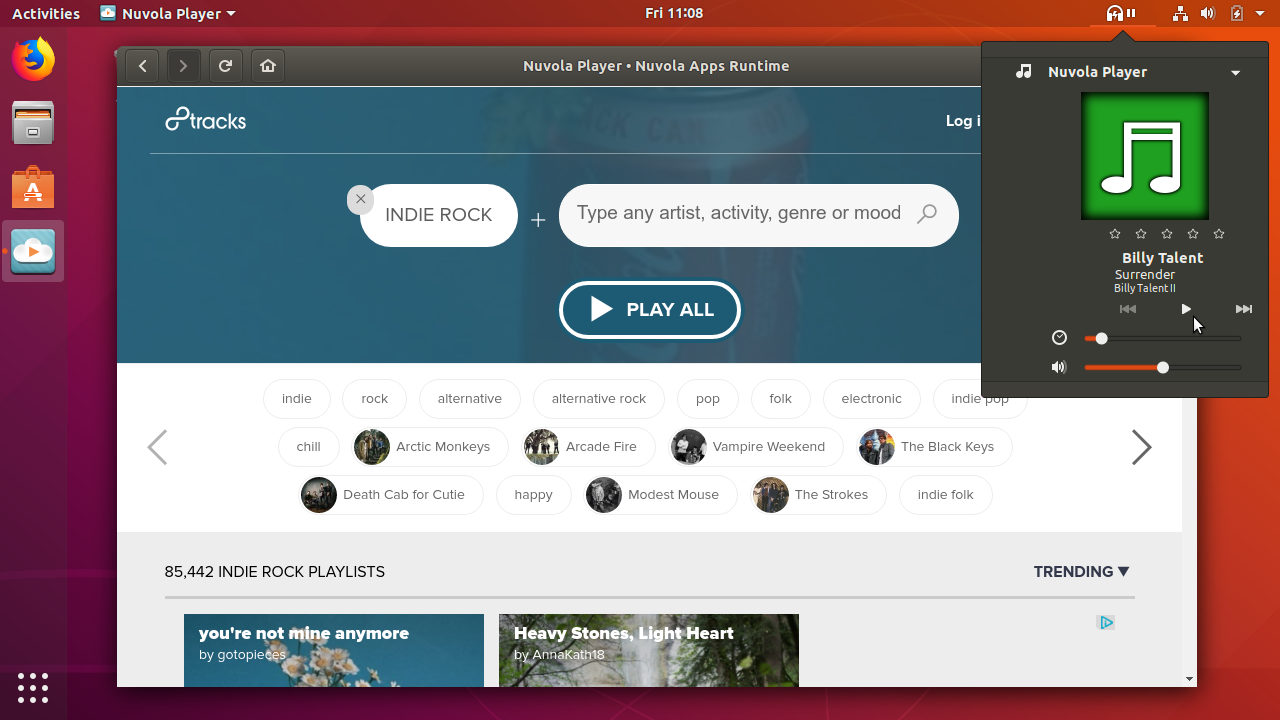 Activities
Nuvola Player
Fri 11:08
Nuvola Player • Nuvola Apps Runtime
8tracks
Log i
INDIE ROCK
+
Type any artist, activity, genre or mood
PLAY ALL
indie
rock
alternative
alternative rock
pop
folk
electronic
indie pop
chill
Arctic Monkeys
Arcade Fire
Vampire Weekend
The Black Keys
Death Cab for Cutie
happy
Modest Mouse
The Strokes
indie folk
85,442 INDIE ROCK PLAYLISTS
TRENDING ▼
you're not mine anymore
by gotopieces
Heavy Stones, Light Heart
by AnnaKath18
Nuvola Player
Billy Talent
Surrender
Billy Talent II